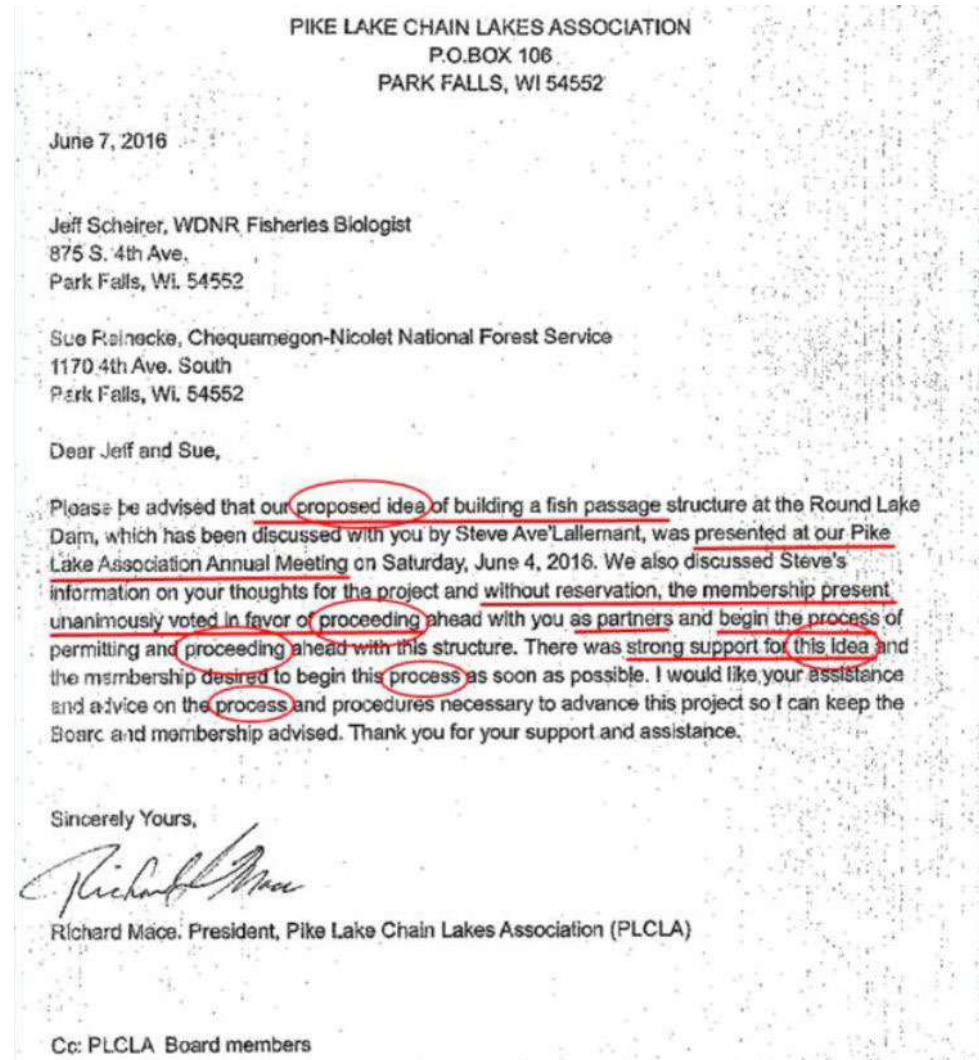 PIKE LAKE CHAIN LAKES ASSOCIATION
P.O.BOX 106
PARK FALLS, WI 54552
June 7, 2016
Jeff Scheirer, WDNR Fisheries Biologist
875 S. 4th Ave.
Park Falls, Wi. 54552
Sue Reinecke, Chequamegon-Nicolet National Forest Service
1170 4th Ave. South
Park Falls, Wi. 54552
Dear Jeff and Sue,
Please be advised that our proposed idea of building a fish passage structure at the Round Lake
Dam, which has been discussed with you by Steve Ave'Lallemant, was presented at our Pike
Lake Association Annual Meeting on Saturday, June 4, 2016. We also discussed Steve's
information on your thoughts for the project and without reservation, the membership present
unanimously voted in favor of proceeding ahead with you as partners and begin the process of
permitting and proceeding ahead with this structure. There was strong support for this idea and
the membership desired to begin this process as soon as possible. I would like your assistance
and advice on the process and procedures necessary to advance this project so I can keep the
Board and membership advised. Thank you for your support and assistance.
Sincerely Yours,
Richard Mace
Richard Mace. President, Pike Lake Chain Lakes Association (PLCLA)
Cc: PLCLA Board members